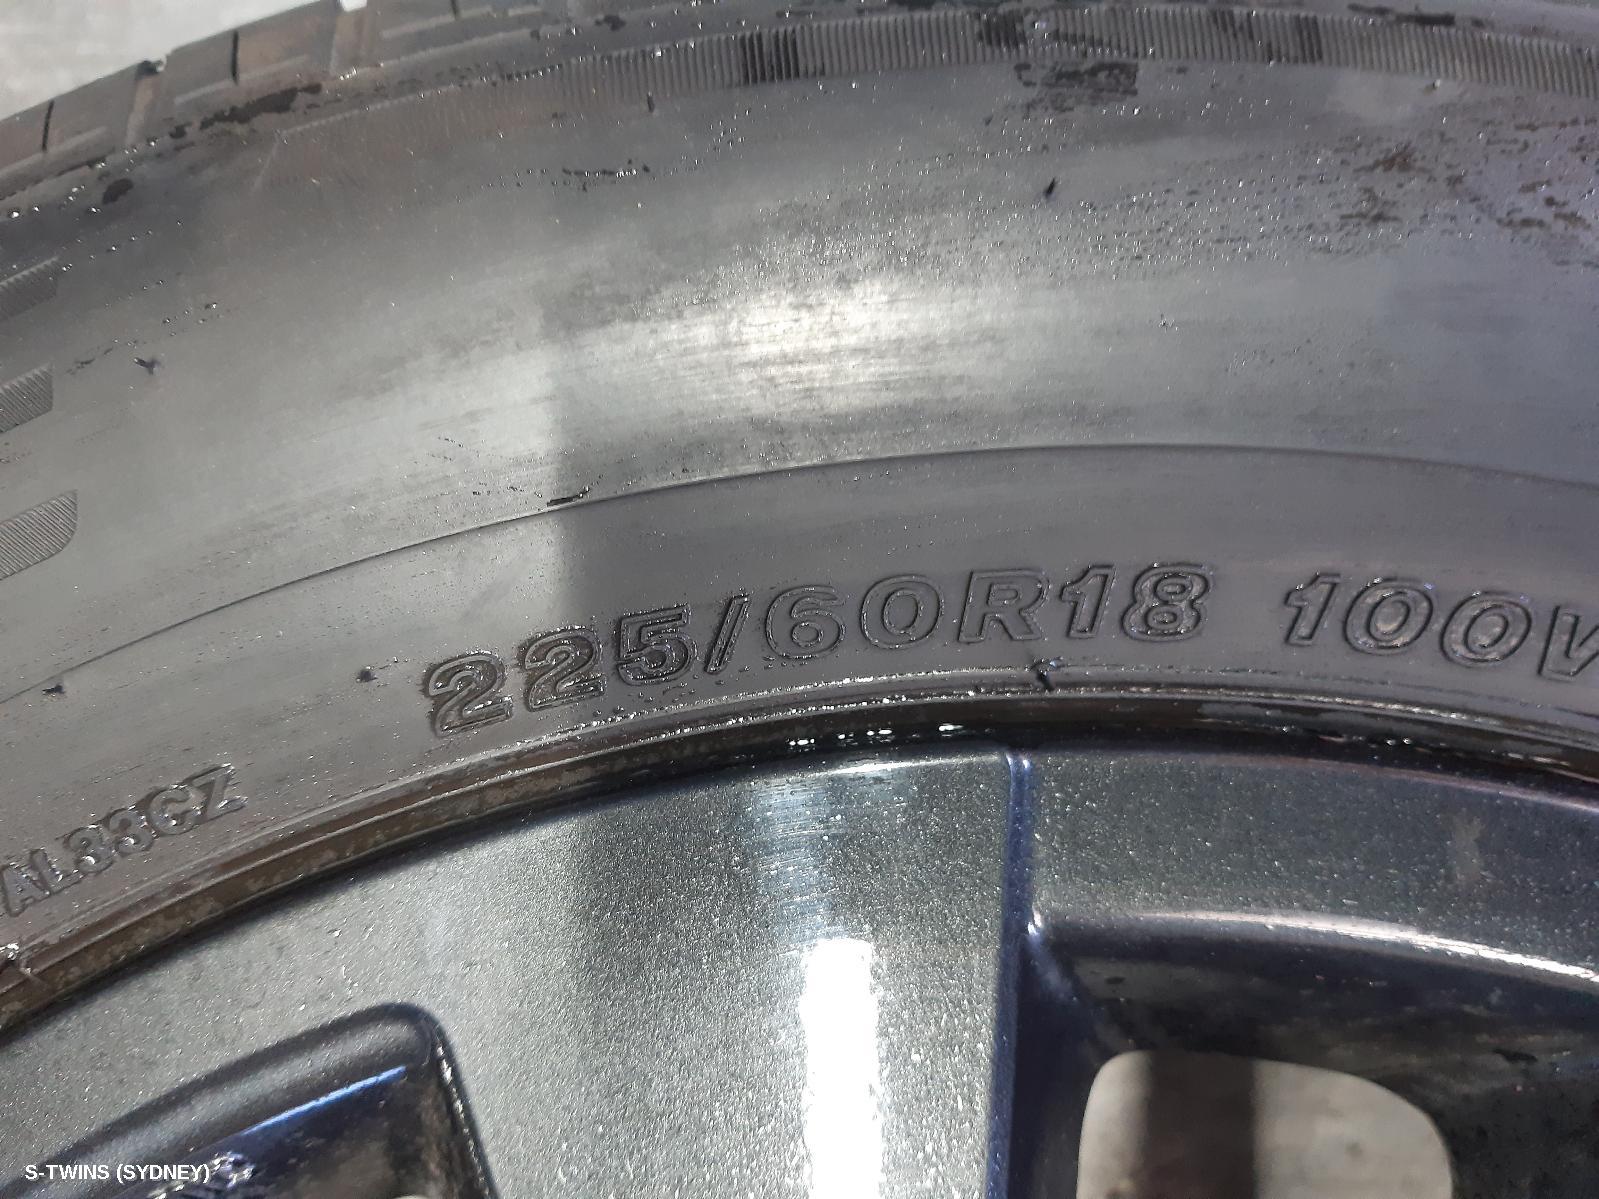 225/60R18 100V
AL33CZ
S-TWINS (SYDNEY)